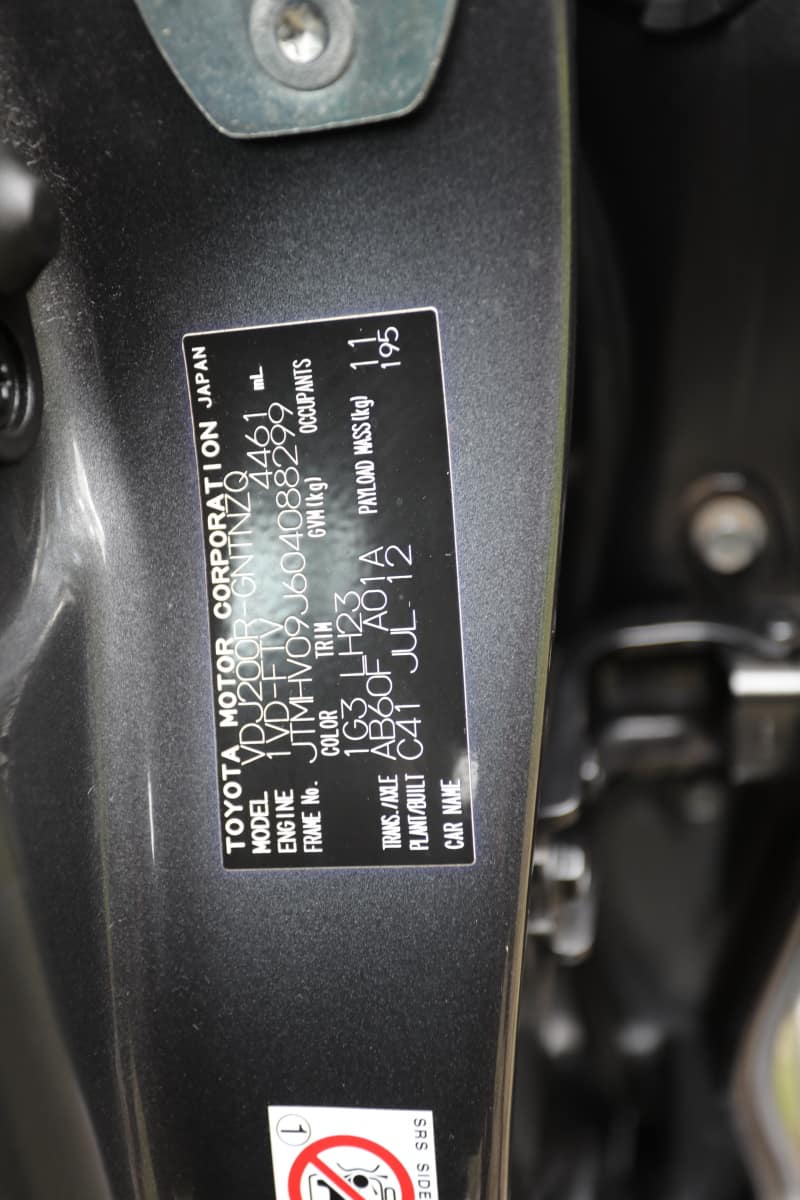 TOYOTA MOTOR CORPORATION JAPAN
MODEL VDJ200R-GNTNZQ
ENGINE 1VD-FTV 4461 mL
FRAME No. JTMHV09J604088299
COLOR TRIM GVM(kg) OCCUPANTS
1G3 LH23
TRANS./AXLE AB60F A01A PAYLOAD MASS(kg) 11
PLANT/BUILT C41 JUL-12 195
CAR NAME
1
SRS SIDE